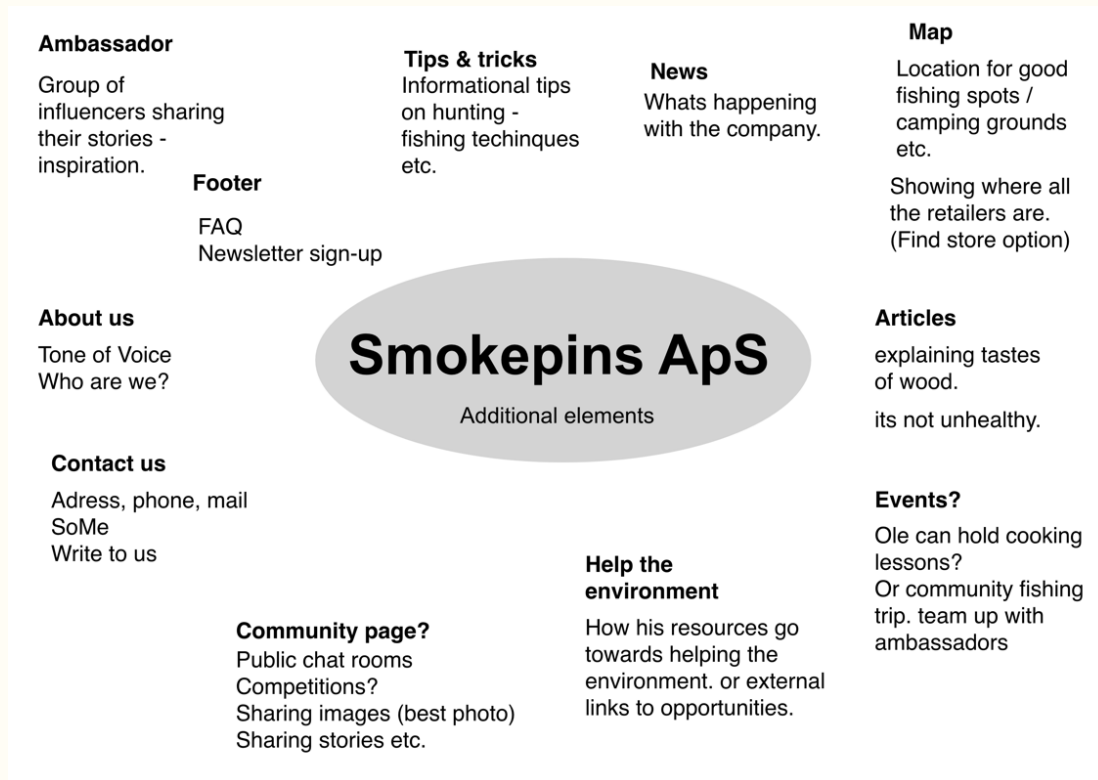 Ambassador
Group of
influencers sharing
their stories -
inspiration.
Footer
FAQ
Newsletter sign-up
Tips & tricks
Informational tips
on hunting -
fishing techinques
etc.
News
Whats happening
with the company.
Map
Location for good
fishing spots /
camping grounds
etc.
Showing where all
the retailers are.
(Find store option)
Smokepins ApS
Additional elements
About us
Tone of Voice
Who are we?
Articles
explaining tastes
of wood.
its not unhealthy.
Contact us
Adress, phone, mail
SoMe
Write to us
Events?
Ole can hold cooking
lessons?
Or community fishing
trip. team up with
ambassadors
Help the
environment
How his resources go
towards helping the
environment. or external
links to opportunities.
Community page?
Public chat rooms
Competitions?
Sharing images (best photo)
Sharing stories etc.